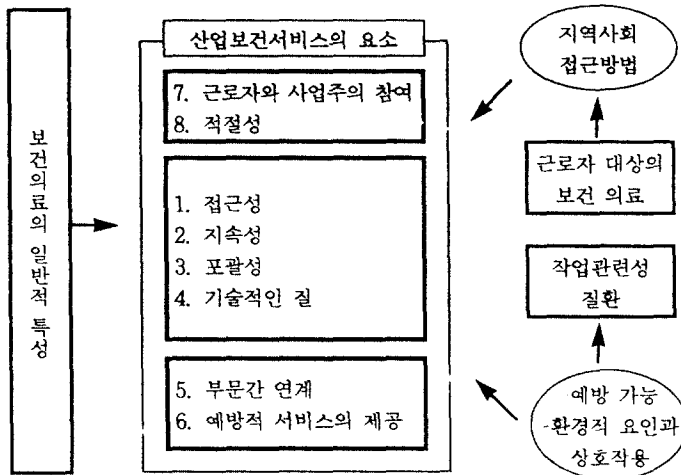 보건의료의 일반적 특성
산업보건서비스의 요소
7. 근로자와 사업주의 참여
8. 적절성
1. 접근성
2. 지속성
3. 포괄성
4. 기술적인 질
5. 부문간 연계
6. 예방적 서비스의 제공
지역사회
접근방법
근로자 대상의
보건 의료
작업관련성
질환
예방 가능
-환경적 요인과
상호작용